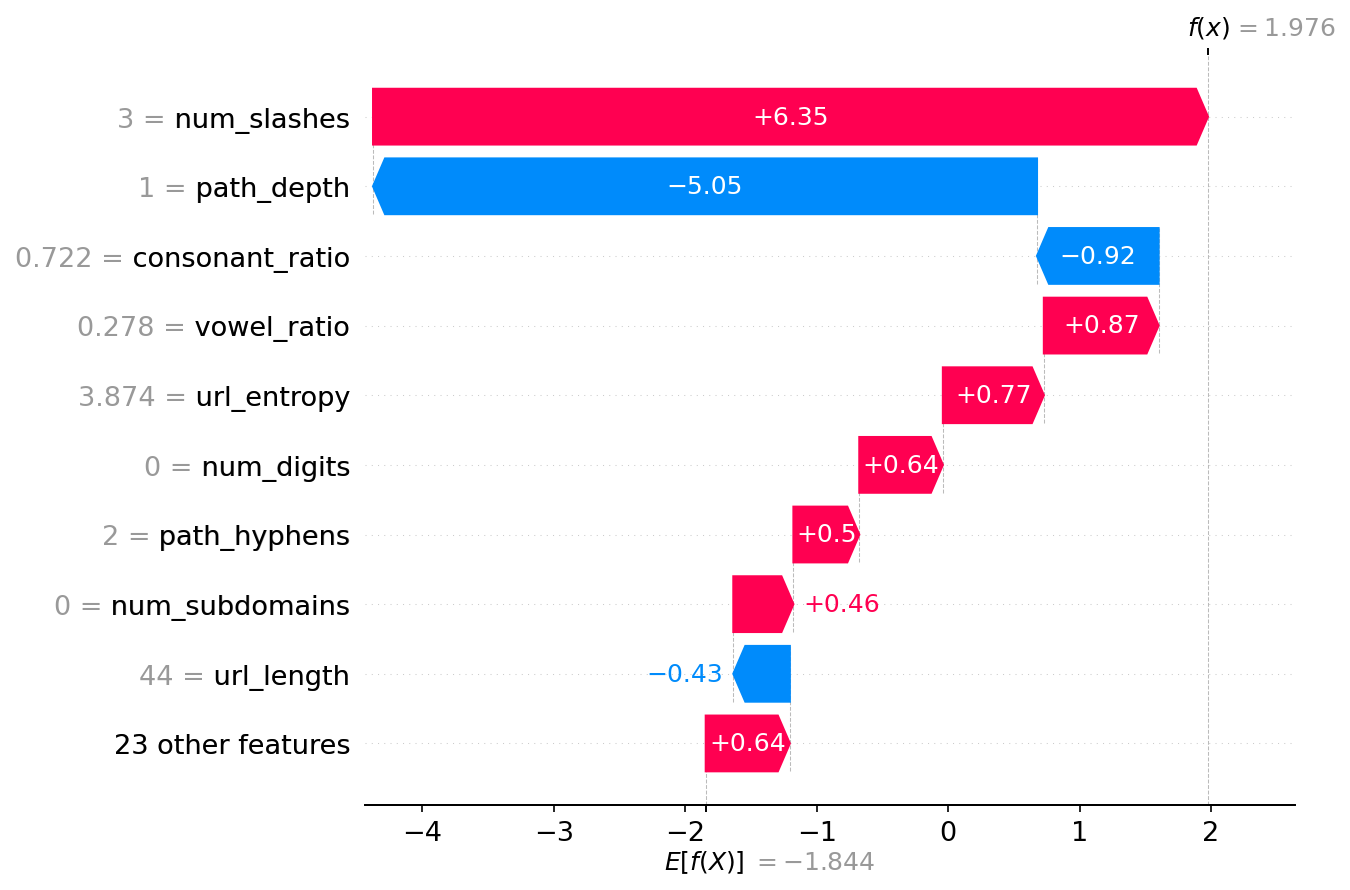 f(x) = 1.976
3 = num_slashes +6.35
1 = path_depth −5.05
0.722 = consonant_ratio −0.92
0.278 = vowel_ratio +0.87
3.874 = url_entropy +0.77
0 = num_digits +0.64
2 = path_hyphens +0.5
0 = num_subdomains +0.46
44 = url_length −0.43
23 other features +0.64
−4 −3 −2 −1 0 1 2
E[f(X)] = −1.844